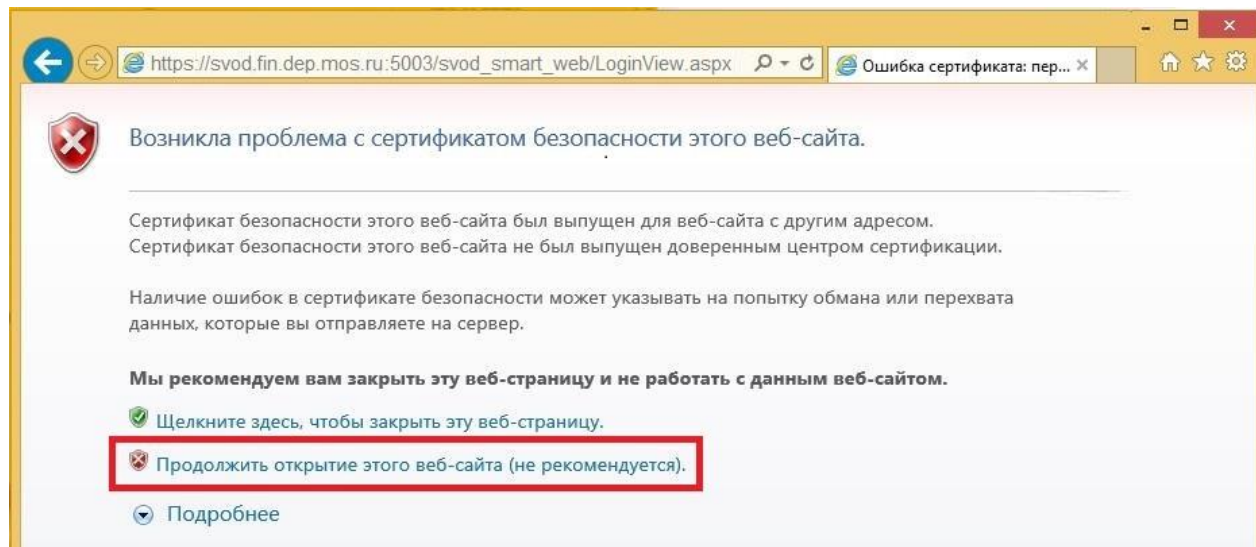 https://svod.fin.dep.mos.ru:5003/svod_smart_web/LoginView.aspx
Ошибка сертификата: пер...
Возникла проблема с сертификатом безопасности этого веб-сайта.
Сертификат безопасности этого веб-сайта был выпущен для веб-сайта с другим адресом.
Сертификат безопасности этого веб-сайта не был выпущен доверенным центром сертификации.
Наличие ошибок в сертификате безопасности может указывать на попытку обмана или перехвата
данных, которые вы отправляете на сервер.
Мы рекомендуем вам закрыть эту веб-страницу и не работать с данным веб-сайтом.
Щелкните здесь, чтобы закрыть эту веб-страницу.
Продолжить открытие этого веб-сайта (не рекомендуется).
Подробнее